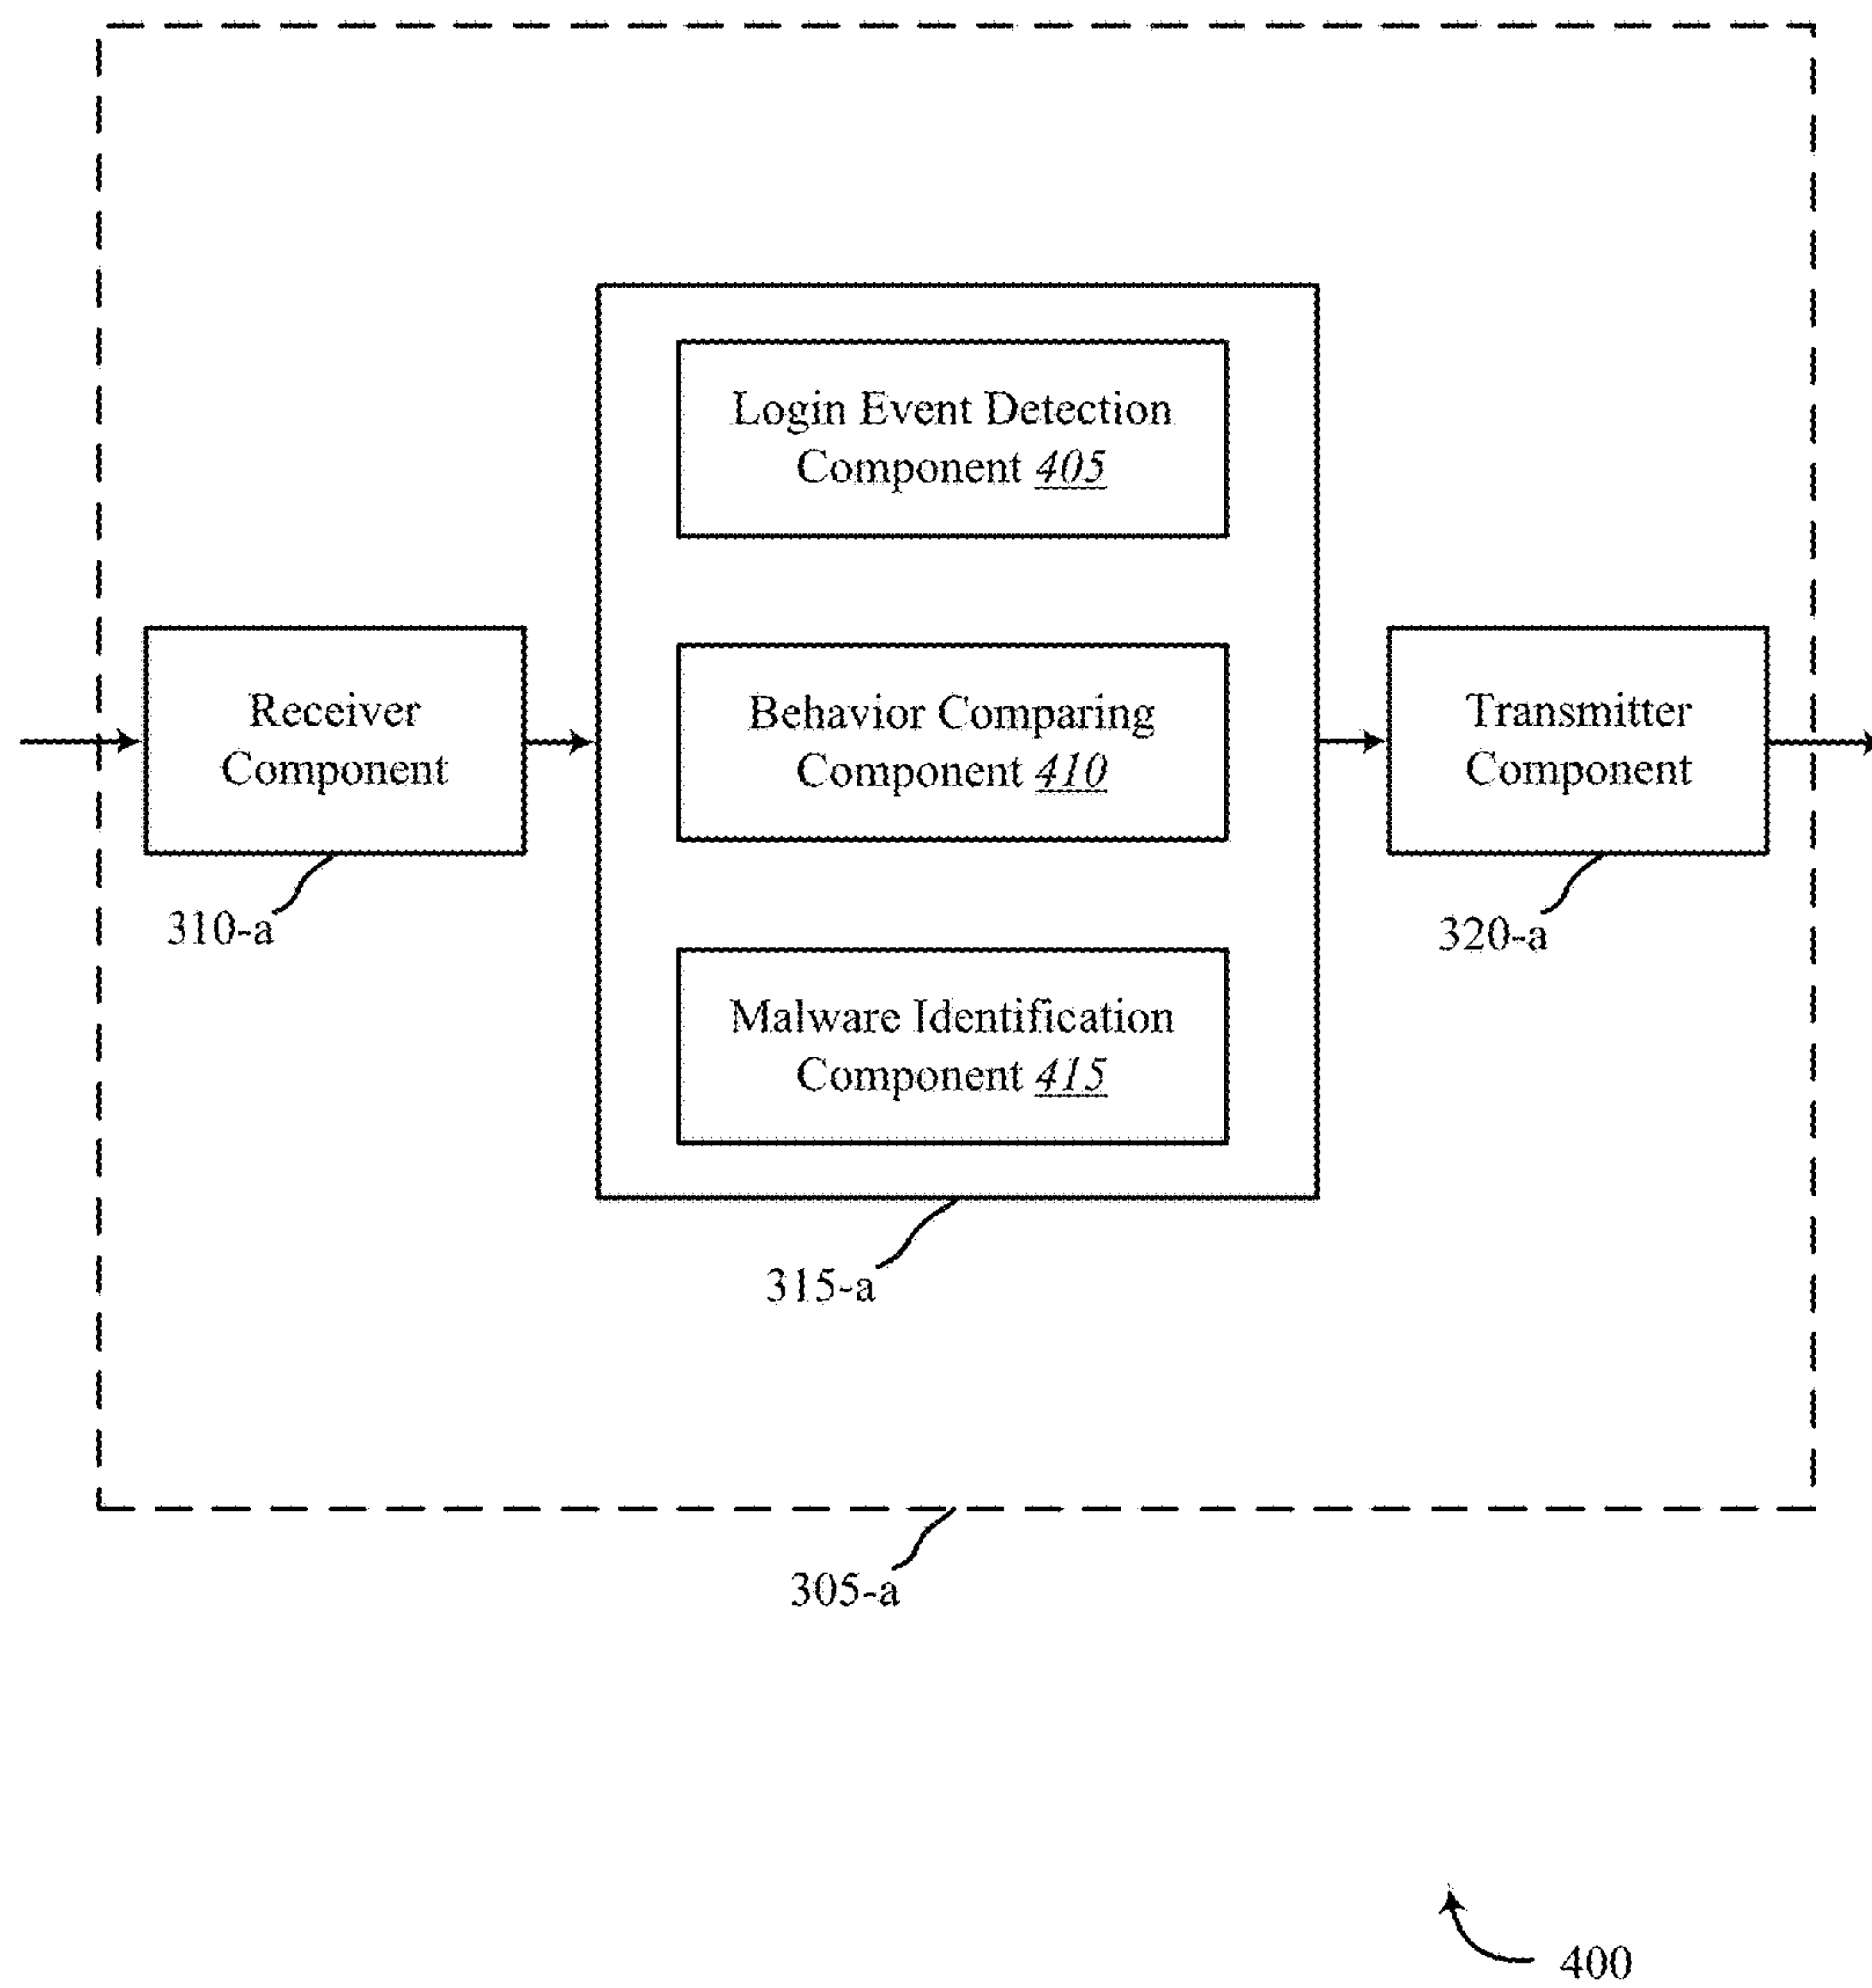 Login Event Detection
Component 405
Receiver
Component
Behavior Comparing
Component 410
Transmitter
Component
310-a
320-a
Malware Identification
Component 415
315-a
305-a
400